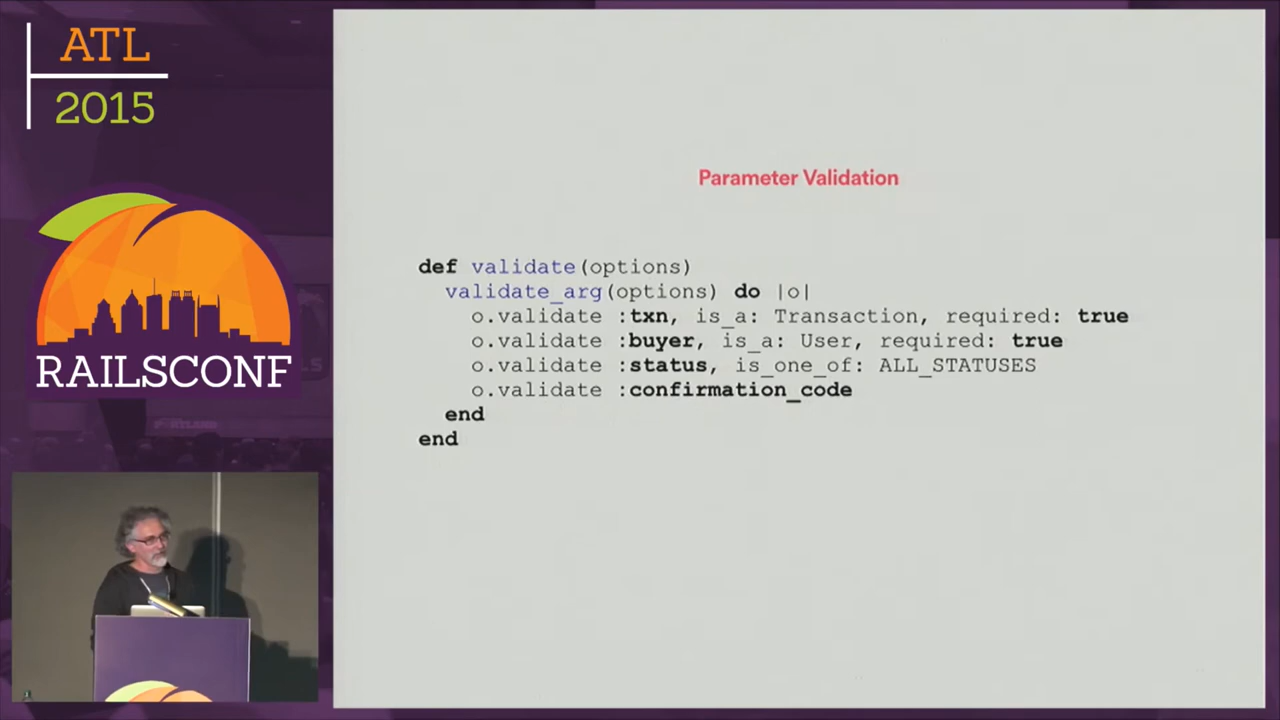 ATL
2015
RAILSCONF
Parameter Validation
def validate(options)
validate_arg(options) do |o|
o.validate :txn, is_a: Transaction, required: true
o.validate :buyer, is_a: User, required: true
o.validate :status, is_one_of: ALL_STATUSES
o.validate :confirmation_code
end
end